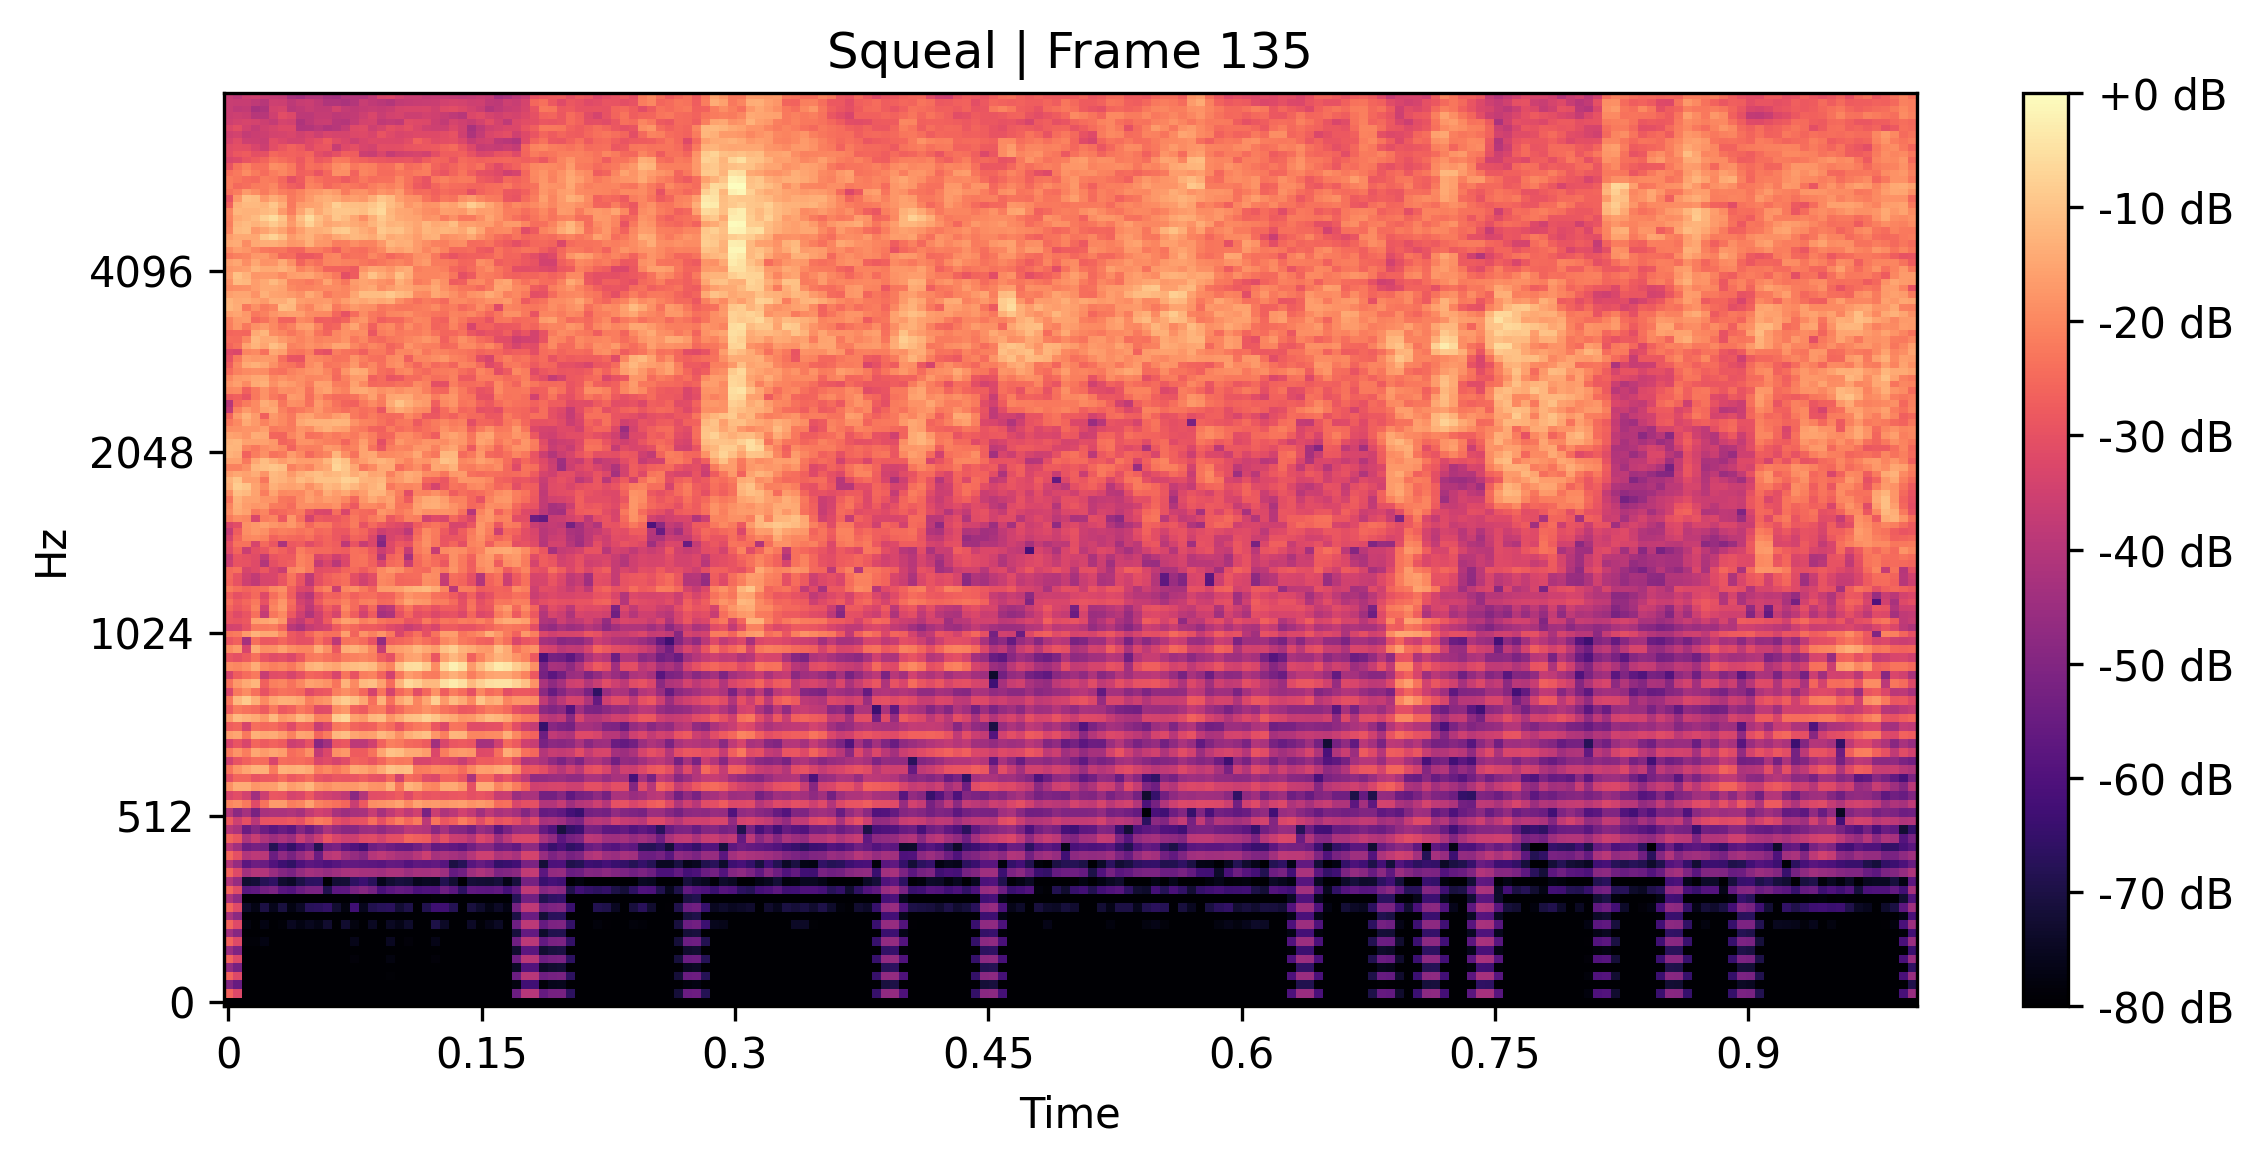 Squeal | Frame 135
+0 dB
-10 dB
-20 dB
-30 dB
-40 dB
-50 dB
-60 dB
-70 dB
-80 dB
Hz
4096
2048
1024
512
0
0 0.15 0.3 0.45 0.6 0.75 0.9
Time